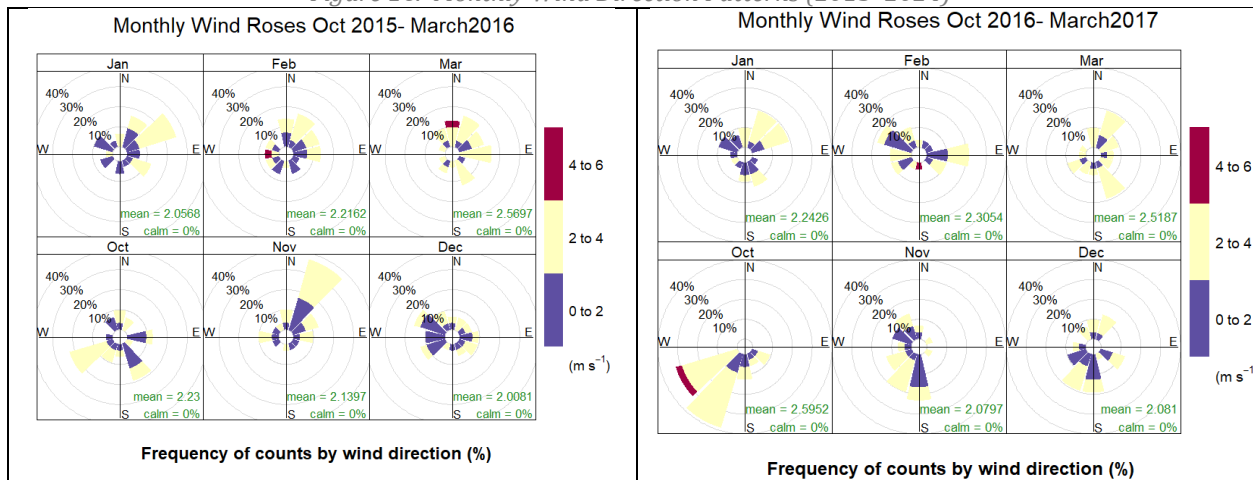 Monthly Wind Roses Oct 2015- March2016
Jan
Feb
Mar
N
N
N
40%
30%
20%
10%
W
40%
30%
20%
10%
40%
30%
20%
10%
E
mean = 2.0568
calm = 0%
mean = 2.2162
calm = 0%
mean = 2.5697
calm = 0%
S
S
S
Oct
Nov
Dec
N
N
N
40%
30%
20%
10%
W
40%
30%
20%
10%
40%
30%
20%
10%
E
mean = 2.23
calm = 0%
mean = 2.1397
calm = 0%
mean = 2.0081
calm = 0%
S
S
S
4 to 6
2 to 4
0 to 2
(m s⁻¹)
Frequency of counts by wind direction (%)
Monthly Wind Roses Oct 2016- March2017
Jan
Feb
Mar
N
N
N
40%
30%
20%
10%
W
40%
30%
20%
10%
40%
30%
20%
10%
E
mean = 2.2426
calm = 0%
mean = 2.3054
calm = 0%
mean = 2.5187
calm = 0%
S
S
S
Oct
Nov
Dec
N
N
N
40%
30%
20%
10%
W
40%
30%
20%
10%
40%
30%
20%
10%
E
mean = 2.5952
calm = 0%
mean = 2.0797
calm = 0%
mean = 2.081
calm = 0%
S
S
S
4 to 6
2 to 4
0 to 2
(m s⁻¹)
Frequency of counts by wind direction (%)